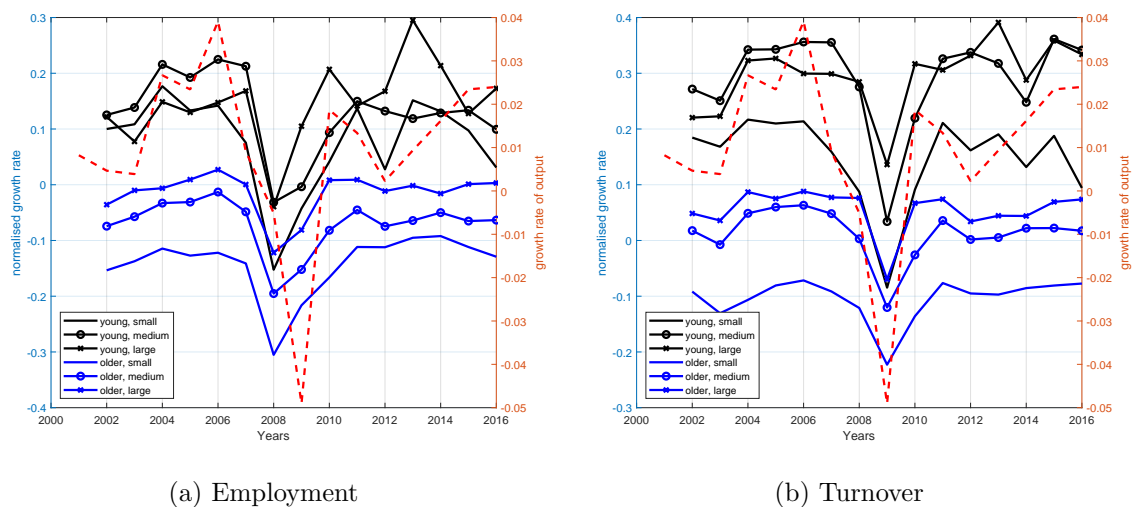 0.3
0.2
0.1
0
-0.1
-0.2
-0.3
-0.4
normalised growth rate
0.04
0.03
0.02
0.01
0
-0.01
-0.02
-0.03
-0.04
-0.05
growth rate of output
young, small
young, medium
young, large
older, small
older, medium
older, large
2000 2002 2004 2006 2008 2010 2012 2014 2016
Years
(a) Employment
0.4
0.3
0.2
0.1
0
-0.1
-0.2
-0.3
normalised growth rate
0.04
0.03
0.02
0.01
0
-0.01
-0.02
-0.03
-0.04
-0.05
growth rate of output
young, small
young, medium
young, large
older, small
older, medium
older, large
2000 2002 2004 2006 2008 2010 2012 2014 2016
Years
(b) Turnover